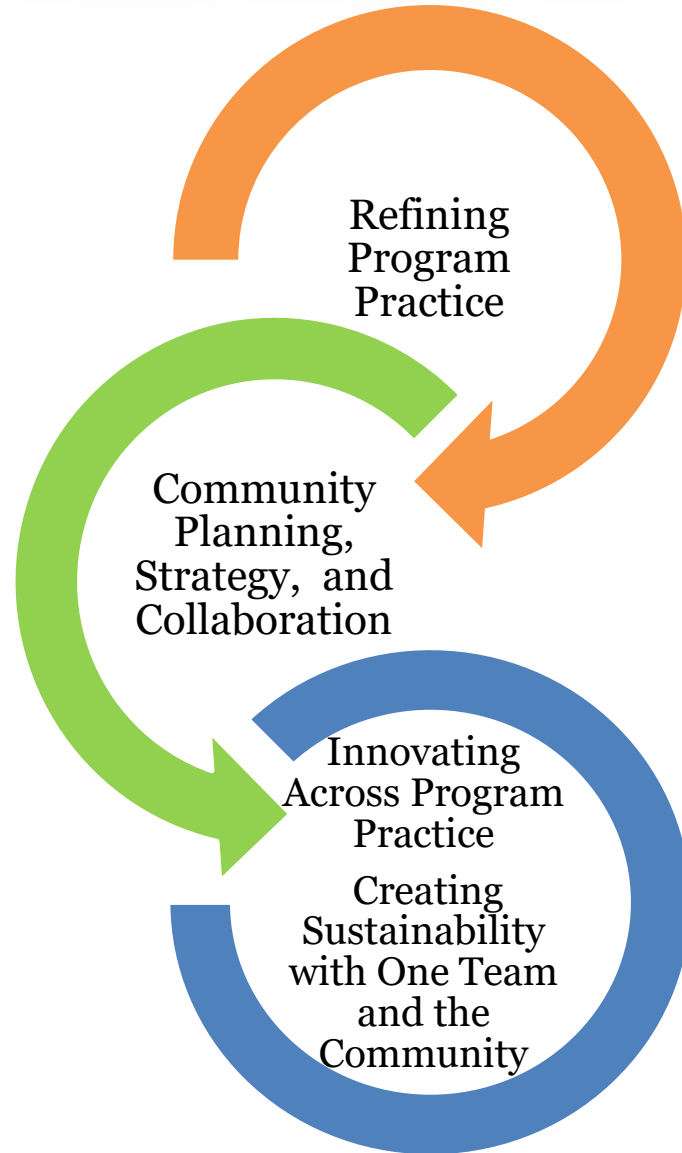 Refining
Program
Practice
Community
Planning,
Strategy,  and
Collaboration
Innovating
Across Program
Practice
Creating
Sustainability
with One Team
and the
Community